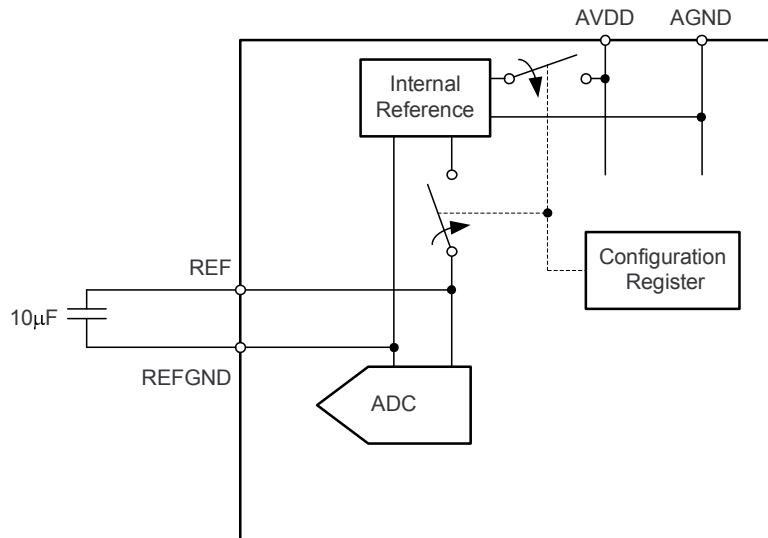 AVDD
AGND
Internal
Reference
Configuration
Register
REF
10μF
REFGND
ADC